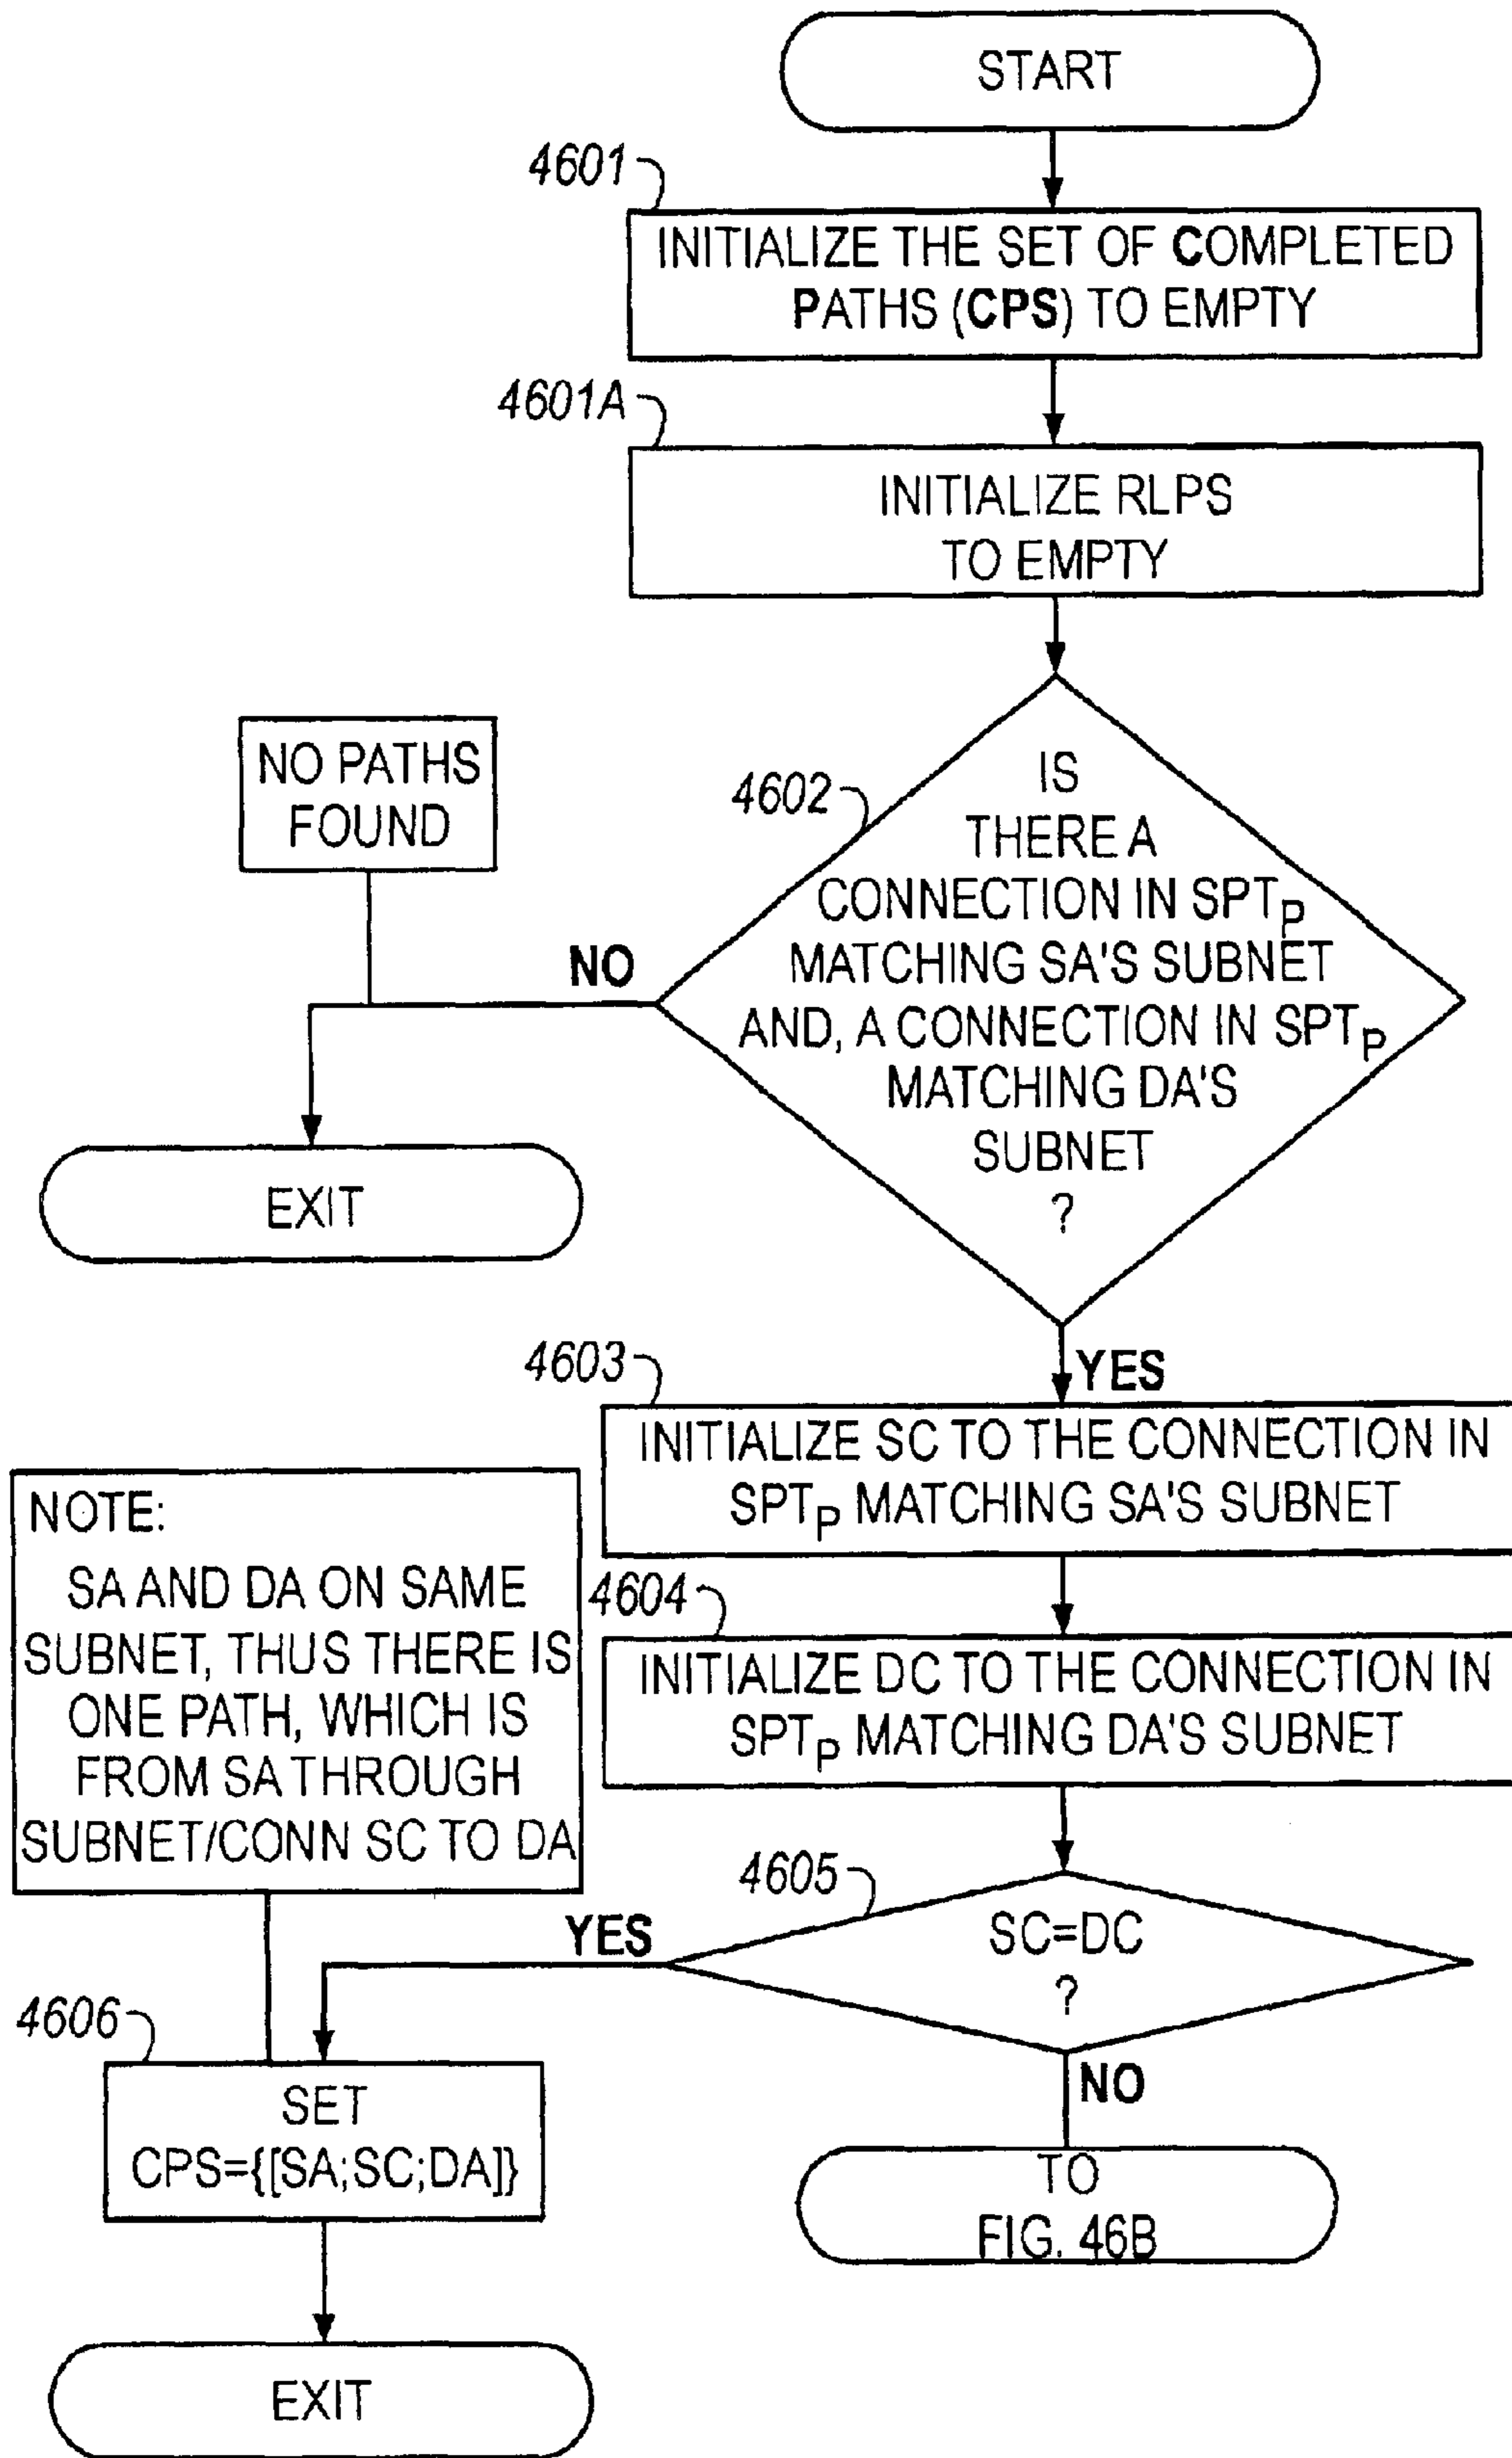 START
4601
INITIALIZE THE SET OF COMPLETED
PATHS (CPS) TO EMPTY
4601A
INITIALIZE RLPS
TO EMPTY
4602
IS
THERE A
CONNECTION IN SPTP
MATCHING SA'S SUBNET
AND, A CONNECTION IN SPTP
MATCHING DA'S
SUBNET
?
NO
NO PATHS
FOUND
EXIT
YES
4603
INITIALIZE SC TO THE CONNECTION IN
SPTP MATCHING SA'S SUBNET
4604
INITIALIZE DC TO THE CONNECTION IN
SPTP MATCHING DA'S SUBNET
4605
SC=DC
?
YES
NOTE:
SA AND DA ON SAME
SUBNET, THUS THERE IS
ONE PATH, WHICH IS
FROM SA THROUGH
SUBNET/CONN SC TO DA
4606
SET
CPS={[SA;SC;DA]}
EXIT
NO
TO
FIG. 46B